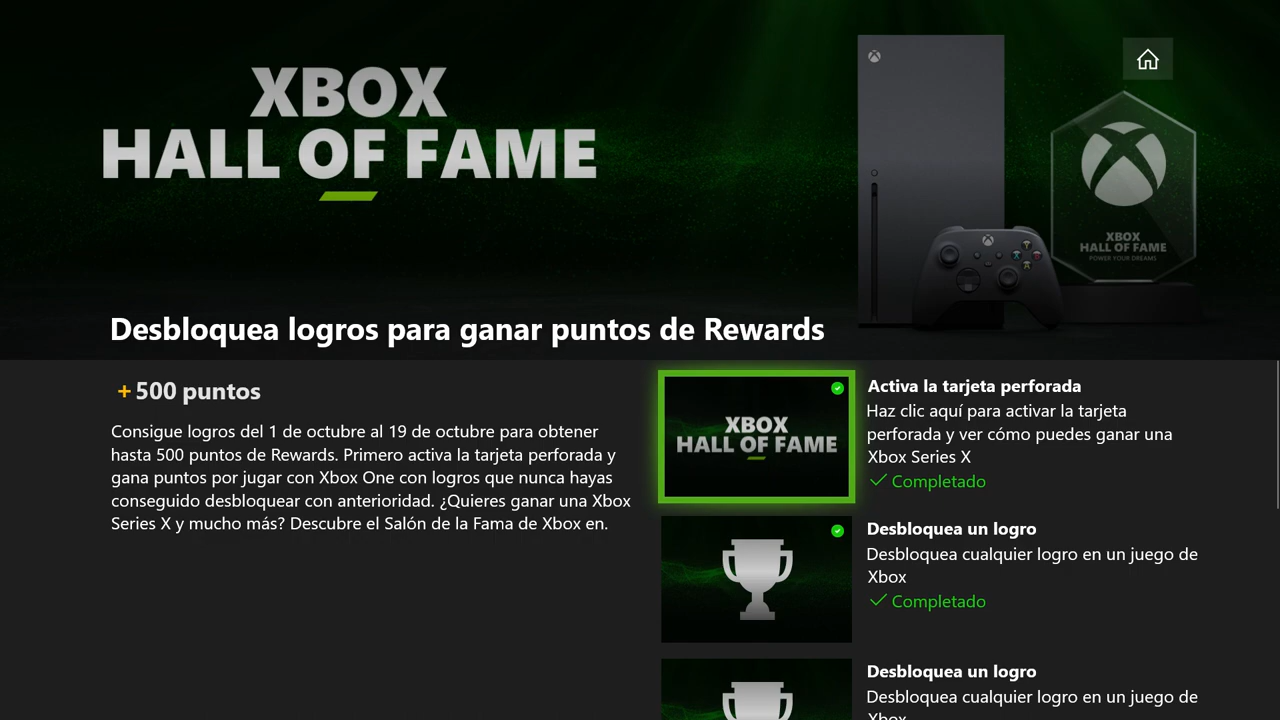 XBOX
HALL OF FAME
XBOX
HALL OF FAME
POWER YOUR DREAMS
Desbloquea logros para ganar puntos de Rewards
+500 puntos
Consigue logros del 1 de octubre al 19 de octubre para obtener
hasta 500 puntos de Rewards. Primero activa la tarjeta perforada y
gana puntos por jugar con Xbox One con logros que nunca hayas
conseguido desbloquear con anterioridad. ¿Quieres ganar una Xbox
Series X y mucho más? Descubre el Salón de la Fama de Xbox en.
XBOX
HALL OF FAME
Activa la tarjeta perforada
Haz clic aquí para activar la tarjeta
perforada y ver cómo puedes ganar una
Xbox Series X
Completado
Desbloquea un logro
Desbloquea cualquier logro en un juego de
Xbox
Completado
Desbloquea un logro
Desbloquea cualquier logro en un juego de
Xbox